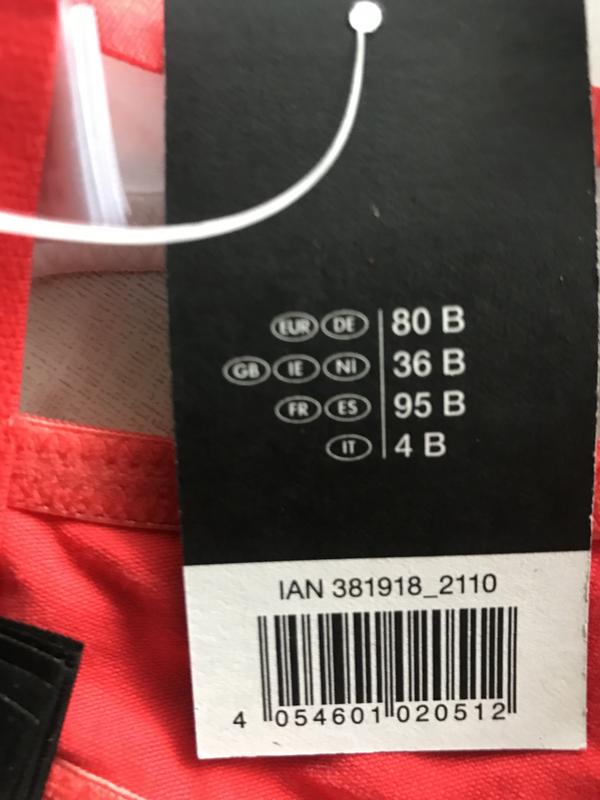 EUR DE 80 B
GB IE NI 36 B
FR ES 95 B
IT 4 B
IAN 381918_2110
4 054601 020512